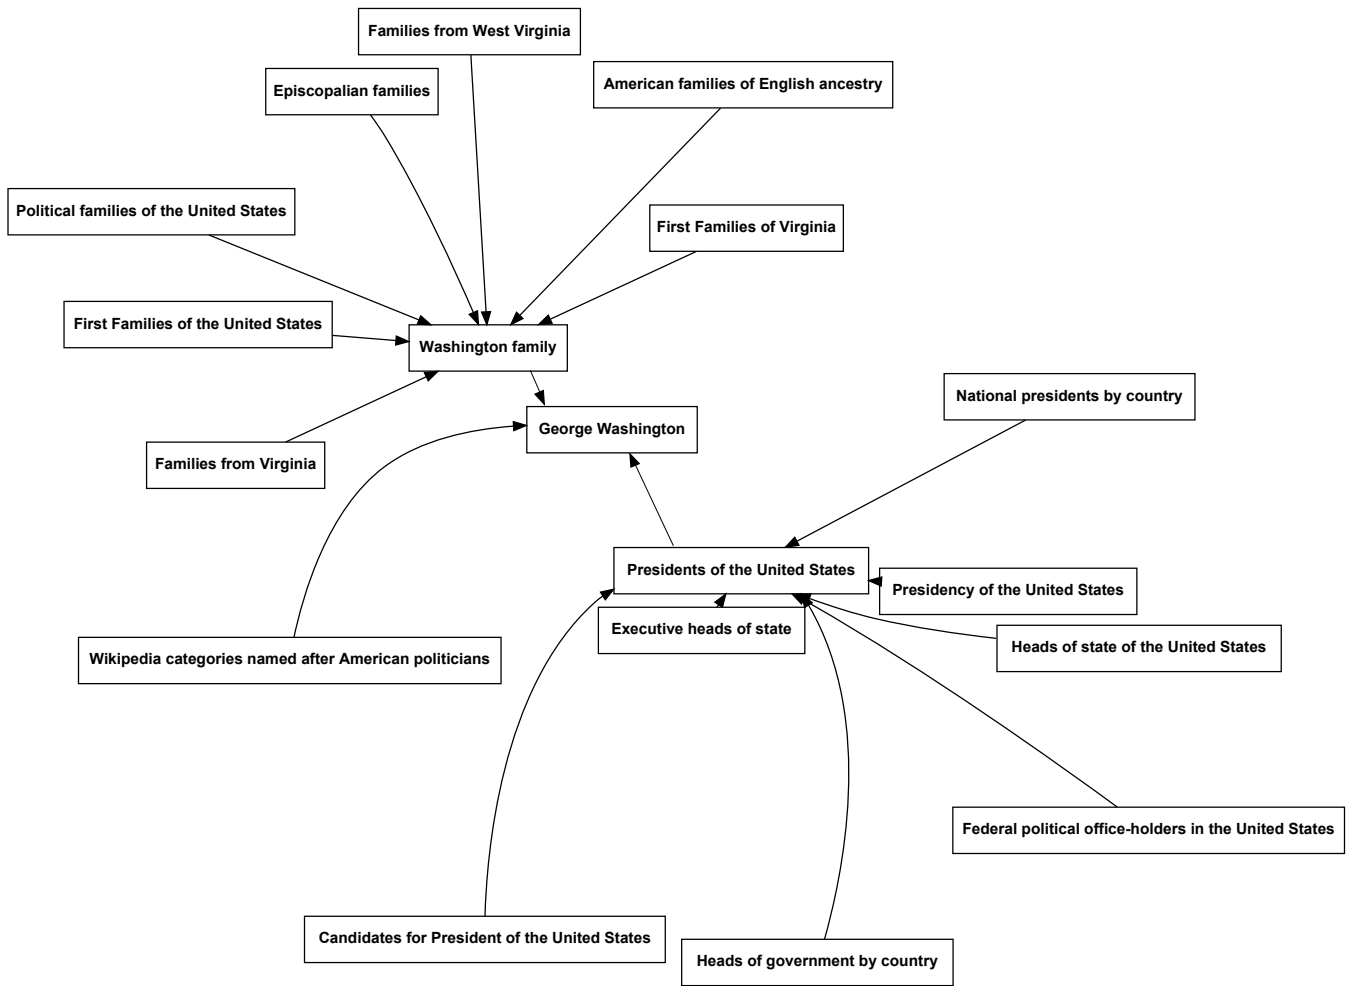 Families from West Virginia
American families of English ancestry
Episcopalian families
Political families of the United States
First Families of Virginia
First Families of the United States
Washington family
National presidents by country
George Washington
Families from Virginia
Presidents of the United States
Presidency of the United States
Executive heads of state
Heads of state of the United States
Wikipedia categories named after American politicians
Federal political office-holders in the United States
Candidates for President of the United States
Heads of government by country